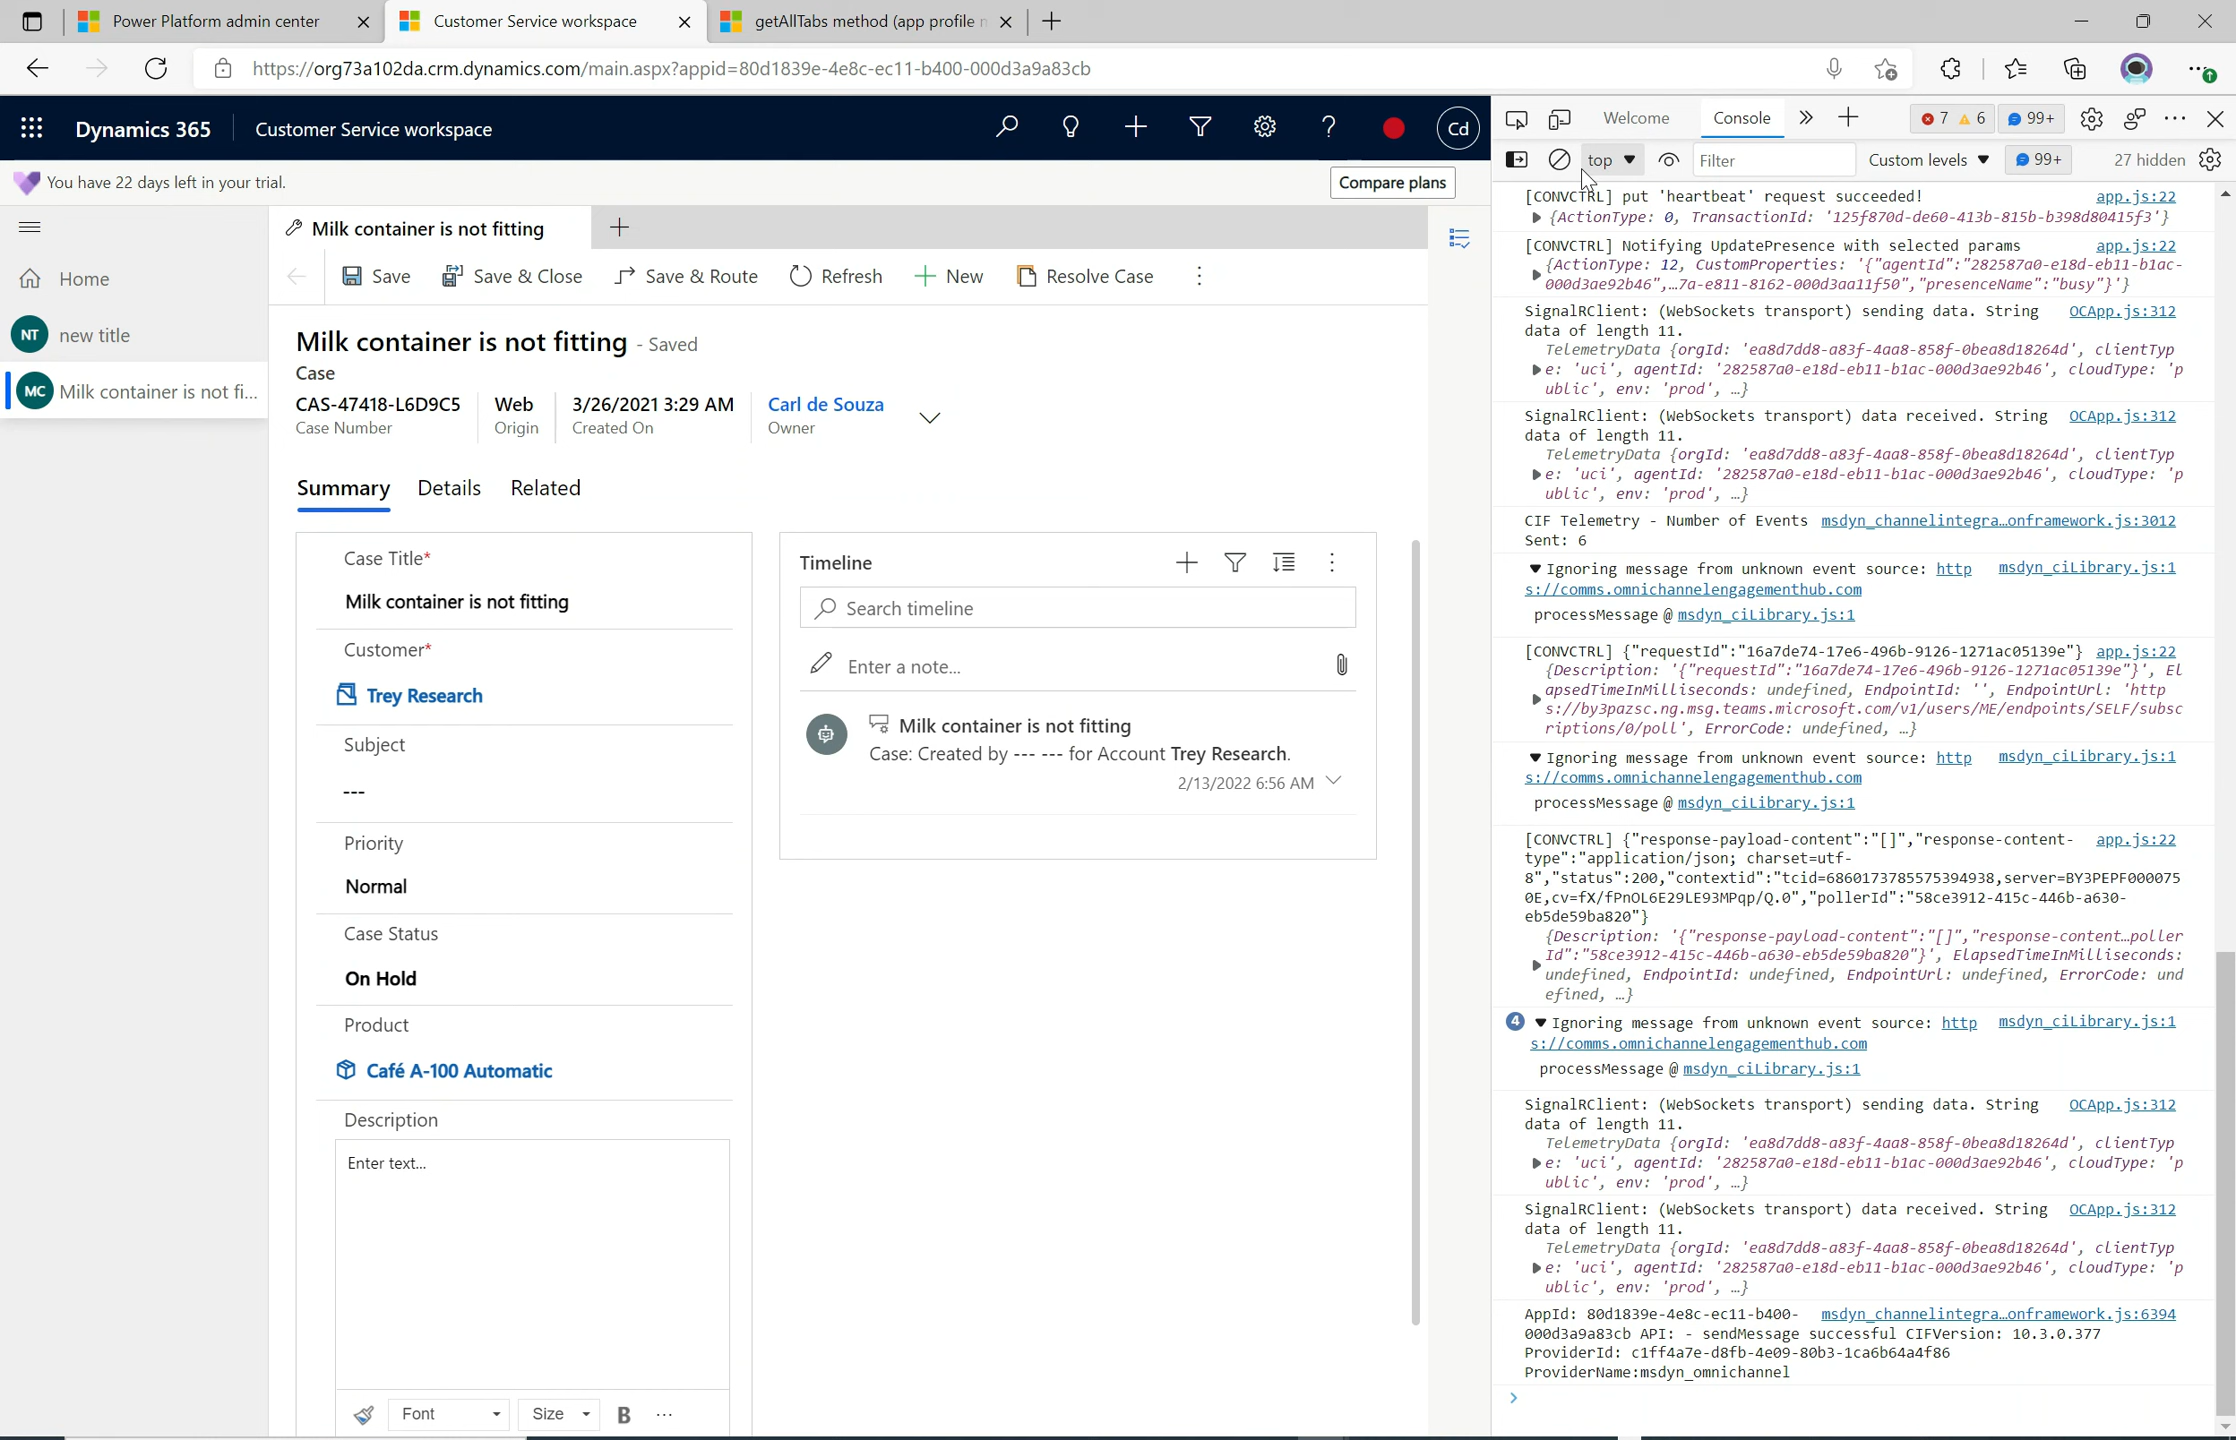 Power Platform admin center
Customer Service workspace
getAllTabs method (app profile
https://org73a102da.crm.dynamics.com/main.aspx?appid=80d1839e-4e8c-ec11-b400-000d3a9a83cb
Dynamics 365
Customer Service workspace
Cd
You have 22 days left in your trial.
Compare plans
Home
NT new title
MC Milk container is not fi...
Milk container is not fitting
Save
Save & Close
Save & Route
Refresh
New
Resolve Case
Milk container is not fitting - Saved
Case
CAS-47418-L6D9C5 Web 3/26/2021 3:29 AM Carl de Souza
Case Number Origin Created On Owner
Summary Details Related
Case Title*
Milk container is not fitting
Customer*
Trey Research
Subject
---
Priority
Normal
Case Status
On Hold
Product
Café A-100 Automatic
Description
Enter text...
Font Size B ...
Timeline
Search timeline
Enter a note...
Milk container is not fitting
Case: Created by --- --- for Account Trey Research.
2/13/2022 6:56 AM
Welcome Console
7 6 99+
top Filter Custom levels 99+ 27 hidden
[CONVCTRL] put 'heartbeat' request succeeded! app.js:22
{ActionType: 0, TransactionId: '125f870d-de60-413b-815b-b398d80415f3'}
[CONVCTRL] Notifying UpdatePresence with selected params app.js:22
{ActionType: 12, CustomProperties: '{"agentId":"282587a0-e18d-eb11-b1ac-
000d3ae92b46",…7a-e811-8162-000d3aa11f50","presenceName":"busy"}'}
SignalRClient: (WebSockets transport) sending data. String OCApp.js:312
data of length 11.
TelemetryData {orgId: 'ea8d7dd8-a83f-4aa8-858f-0bea8d18264d', clientTyp
e: 'uci', agentId: '282587a0-e18d-eb11-b1ac-000d3ae92b46', cloudType: 'p
ublic', env: 'prod', …}
SignalRClient: (WebSockets transport) data received. String OCApp.js:312
data of length 11.
TelemetryData {orgId: 'ea8d7dd8-a83f-4aa8-858f-0bea8d18264d', clientTyp
e: 'uci', agentId: '282587a0-e18d-eb11-b1ac-000d3ae92b46', cloudType: 'p
ublic', env: 'prod', …}
CIF Telemetry - Number of Events msdyn_channelintegra…onframework.js:3012
Sent: 6
Ignoring message from unknown event source: http msdyn_ciLibrary.js:1
s://comms.omnichannelengagementhub.com
processMessage @ msdyn_ciLibrary.js:1
[CONVCTRL] {"requestId":"16a7de74-17e6-496b-9126-1271ac05139e"} app.js:22
{Description: '{"requestId":"16a7de74-17e6-496b-9126-1271ac05139e"}', El
apsedTimeInMilliseconds: undefined, EndpointId: '', EndpointUrl: 'http
s://by3pazsc.ng.msg.teams.microsoft.com/v1/users/ME/endpoints/SELF/subsc
riptions/0/poll', ErrorCode: undefined, …}
Ignoring message from unknown event source: http msdyn_ciLibrary.js:1
s://comms.omnichannelengagementhub.com
processMessage @ msdyn_ciLibrary.js:1
[CONVCTRL] {"response-payload-content":"[]","response-content- app.js:22
type":"application/json; charset=utf-
8","status":200,"contextid":"tcid=6860173785575394938,server=BY3PEPF000075
0E,cv=fX/fPnOL6E29LE93MPqp/Q.0","pollerId":"58ce3912-415c-446b-a630-
eb5de59ba820"}
{Description: '{"response-payload-content":"[]","response-content…poller
Id":"58ce3912-415c-446b-a630-eb5de59ba820"}', ElapsedTimeInMilliseconds:
undefined, EndpointId: undefined, EndpointUrl: undefined, ErrorCode: und
efined, …}
4 Ignoring message from unknown event source: http msdyn_ciLibrary.js:1
s://comms.omnichannelengagementhub.com
processMessage @ msdyn_ciLibrary.js:1
SignalRClient: (WebSockets transport) sending data. String OCApp.js:312
data of length 11.
TelemetryData {orgId: 'ea8d7dd8-a83f-4aa8-858f-0bea8d18264d', clientTyp
e: 'uci', agentId: '282587a0-e18d-eb11-b1ac-000d3ae92b46', cloudType: 'p
ublic', env: 'prod', …}
SignalRClient: (WebSockets transport) data received. String OCApp.js:312
data of length 11.
TelemetryData {orgId: 'ea8d7dd8-a83f-4aa8-858f-0bea8d18264d', clientTyp
e: 'uci', agentId: '282587a0-e18d-eb11-b1ac-000d3ae92b46', cloudType: 'p
ublic', env: 'prod', …}
AppId: 80d1839e-4e8c-ec11-b400- msdyn_channelintegra…onframework.js:6394
000d3a9a83cb API: - sendMessage successful CIFVersion: 10.3.0.377
ProviderId: c1ff4a7e-d8fb-4e09-80b3-1ca6b64a4f86
ProviderName:msdyn_omnichannel